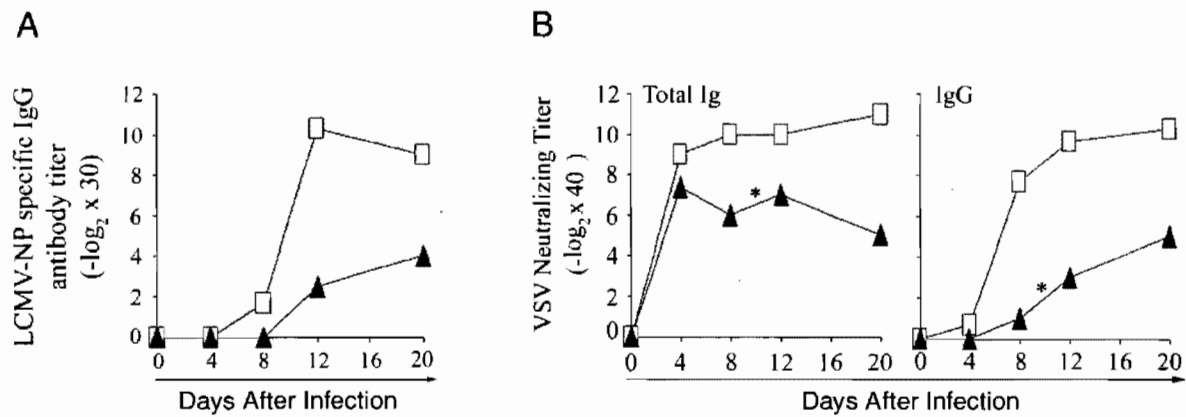 A
LCMV-NP specific IgG
antibody titer
(-log₂ x 30)
12
10
8
6
4
2
0
0 4 8 12 16 20
Days After Infection
B
VSV Neutralizing Titer
(-log₂ x 40)
12
10
8
6
4
2
0
Total Ig
*
0 4 8 12 16 20
IgG
*
0 4 8 12 16 20
Days After Infection